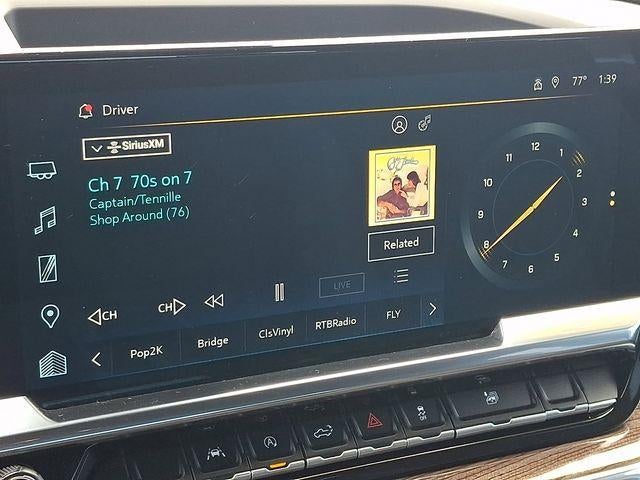 Driver
77° 1:39
SiriusXM
Ch 7 70s on 7
Captain/Tennille
Shop Around (76)
Related
12
1
2
3
4
5
6
7
8
9
10
11
CH
CH
LIVE
Pop2K
Bridge
ClsVinyl
RTBRadio
FLY
A
OFF